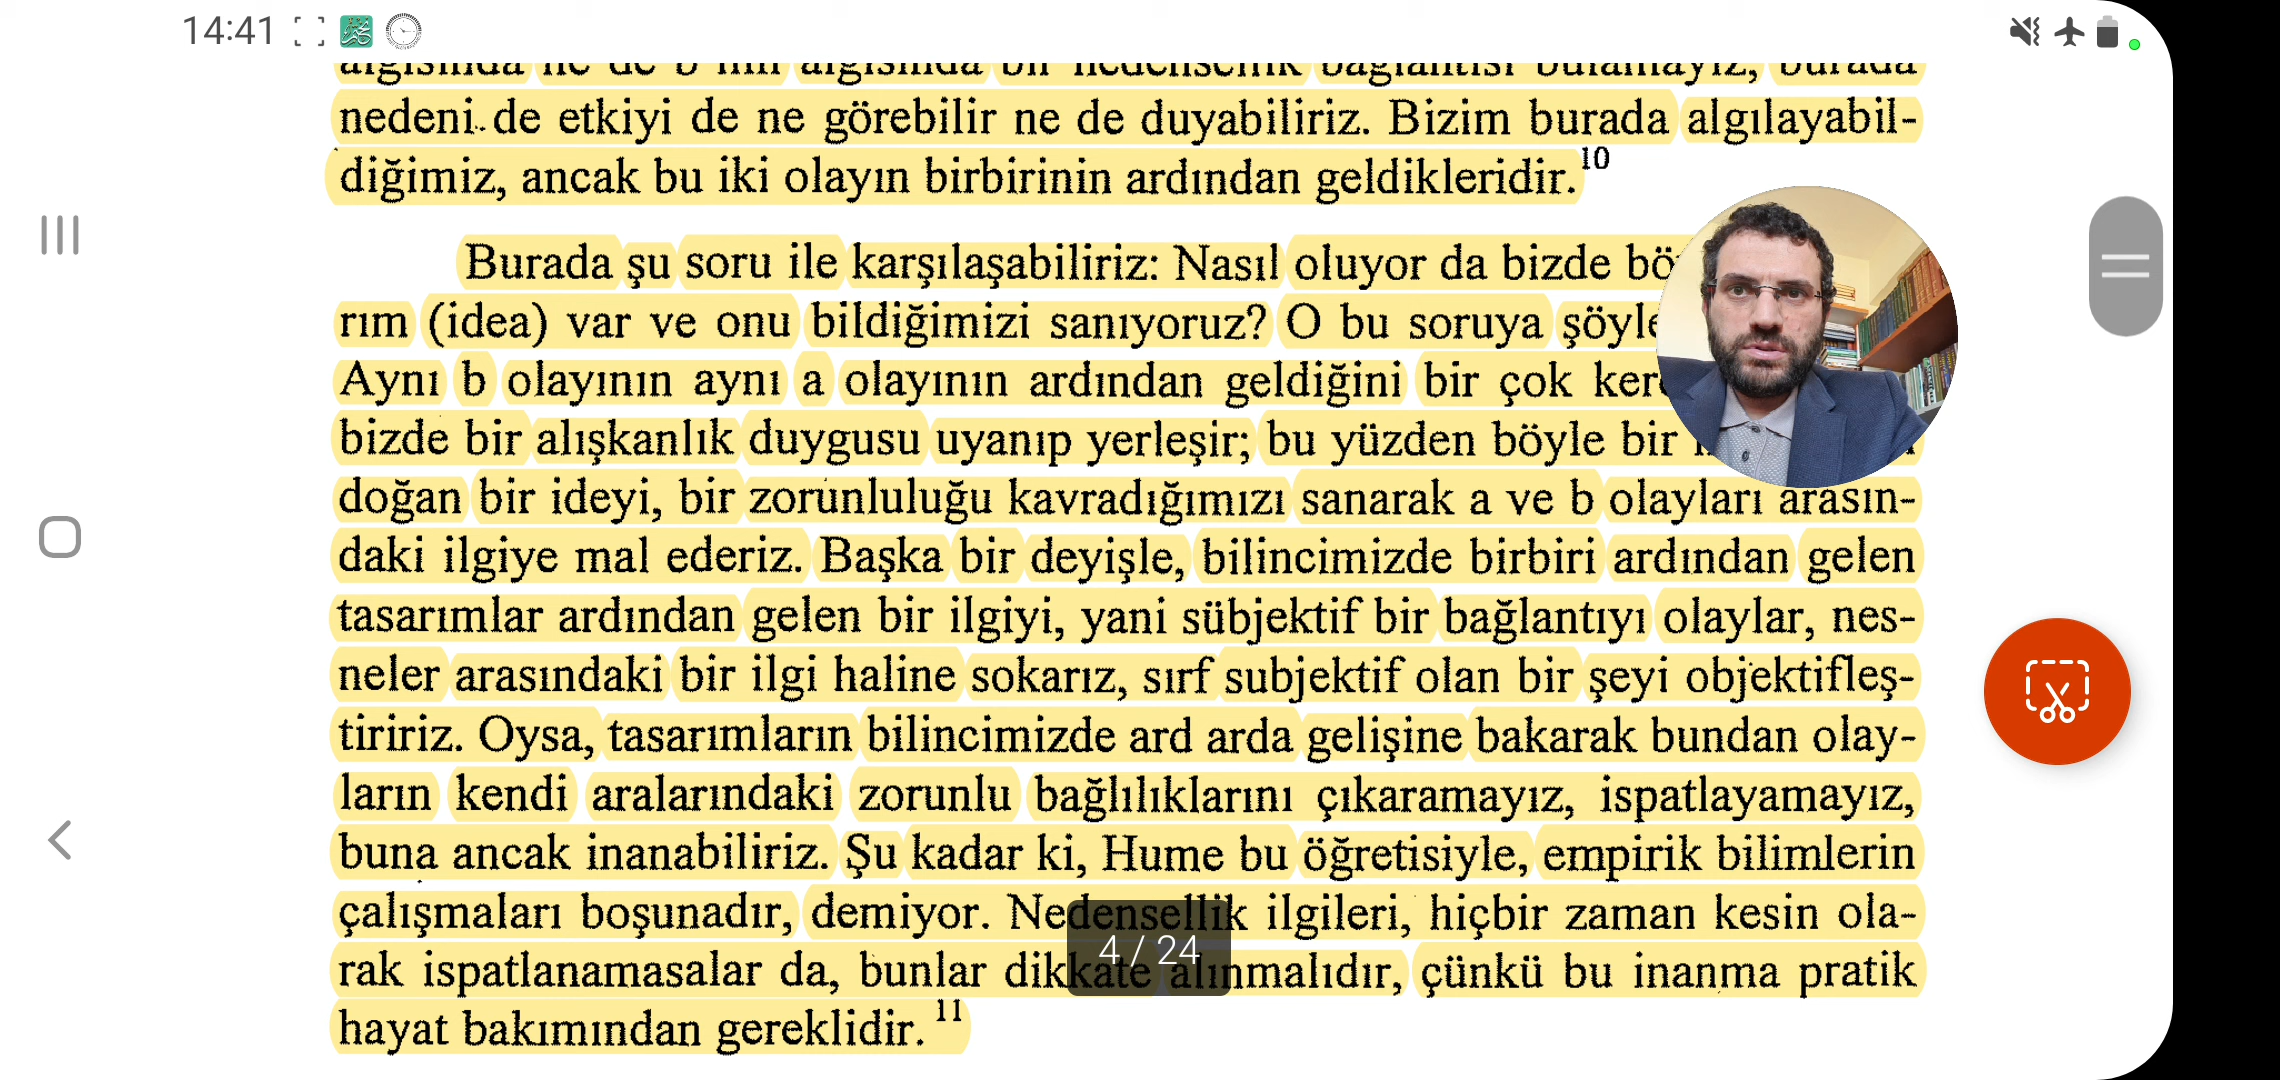 14:41
nedeni de etkiyi de ne görebilir ne de duyabiliriz. Bizim burada algılayabil-
diğimiz, ancak bu iki olayın birbirinin ardından geldikleridir.10
Burada şu soru ile karşılaşabiliriz: Nasıl oluyor da bizde
rım (idea) var ve onu bildiğimizi sanıyoruz? O bu soruya
Aynı b olayının aynı a olayının ardından geldiğini bir çok
bizde bir alışkanlık duygusu uyanıp yerleşir; bu yüzden böyle bir
doğan bir ideyi, bir zorunluluğu kavradığımızı sanarak a ve b olayları arasın-
daki ilgiye mal ederiz. Başka bir deyişle, bilincimizde birbiri ardından gelen
tasarımlar ardından gelen bir ilgiyi, yani sübjektif bir bağlantıyı olaylar, nes-
neler arasındaki bir ilgi haline sokarız, sırf subjektif olan bir şeyi objektifleş-
tiririz. Oysa, tasarımların bilincimizde ard arda gelişine bakarak bundan olay-
ların kendi aralarındaki zorunlu bağlılıklarını çıkaramayız, ispatlayamayız,
buna ancak inanabiliriz. Şu kadar ki, Hume bu öğretisiyle, empirik bilimlerin
çalışmaları boşunadır, demiyor. Nedensellik ilgileri, hiçbir zaman kesin ola-
rak ispatlanamasalar da, bunlar dikkate alınmalıdır, çünkü bu inanma pratik
hayat bakımından gereklidir. 11
4 / 24